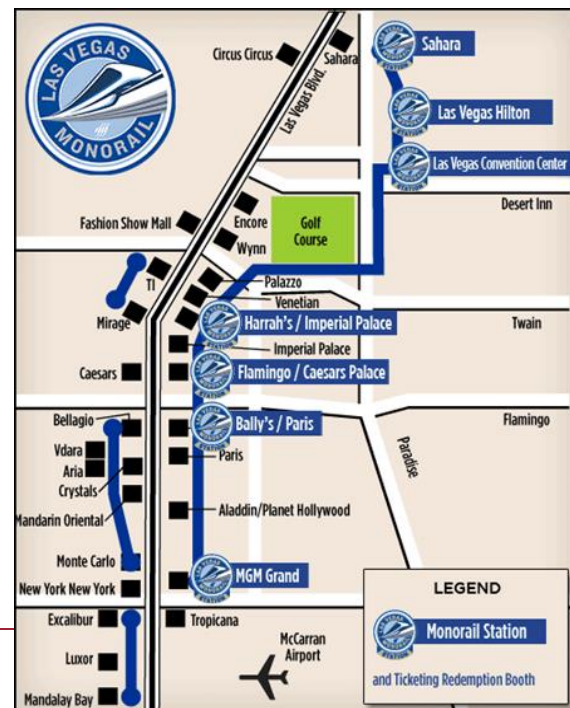 LAS VEGAS
MONORAIL
Circus Circus
Sahara
Las Vegas Blvd.
Sahara
Las Vegas Hilton
Las Vegas Convention Center
Desert Inn
Fashion Show Mall
Encore
Wynn
Golf
Course
TI
Palazzo
Venetian
Mirage
Harrah's / Imperial Palace
Twain
Imperial Palace
Caesars
Flamingo / Caesars Palace
Bellagio
Bally's / Paris
Flamingo
Vdara
Aria
Paris
Paradise
Crystals
Mandarin Oriental
Aladdin/Planet Hollywood
Monte Carlo
MGM Grand
New York New York
Excalibur
Tropicana
Luxor
McCarran
Airport
Mandalay Bay
LEGEND
Monorail Station
and Ticketing Redemption Booth